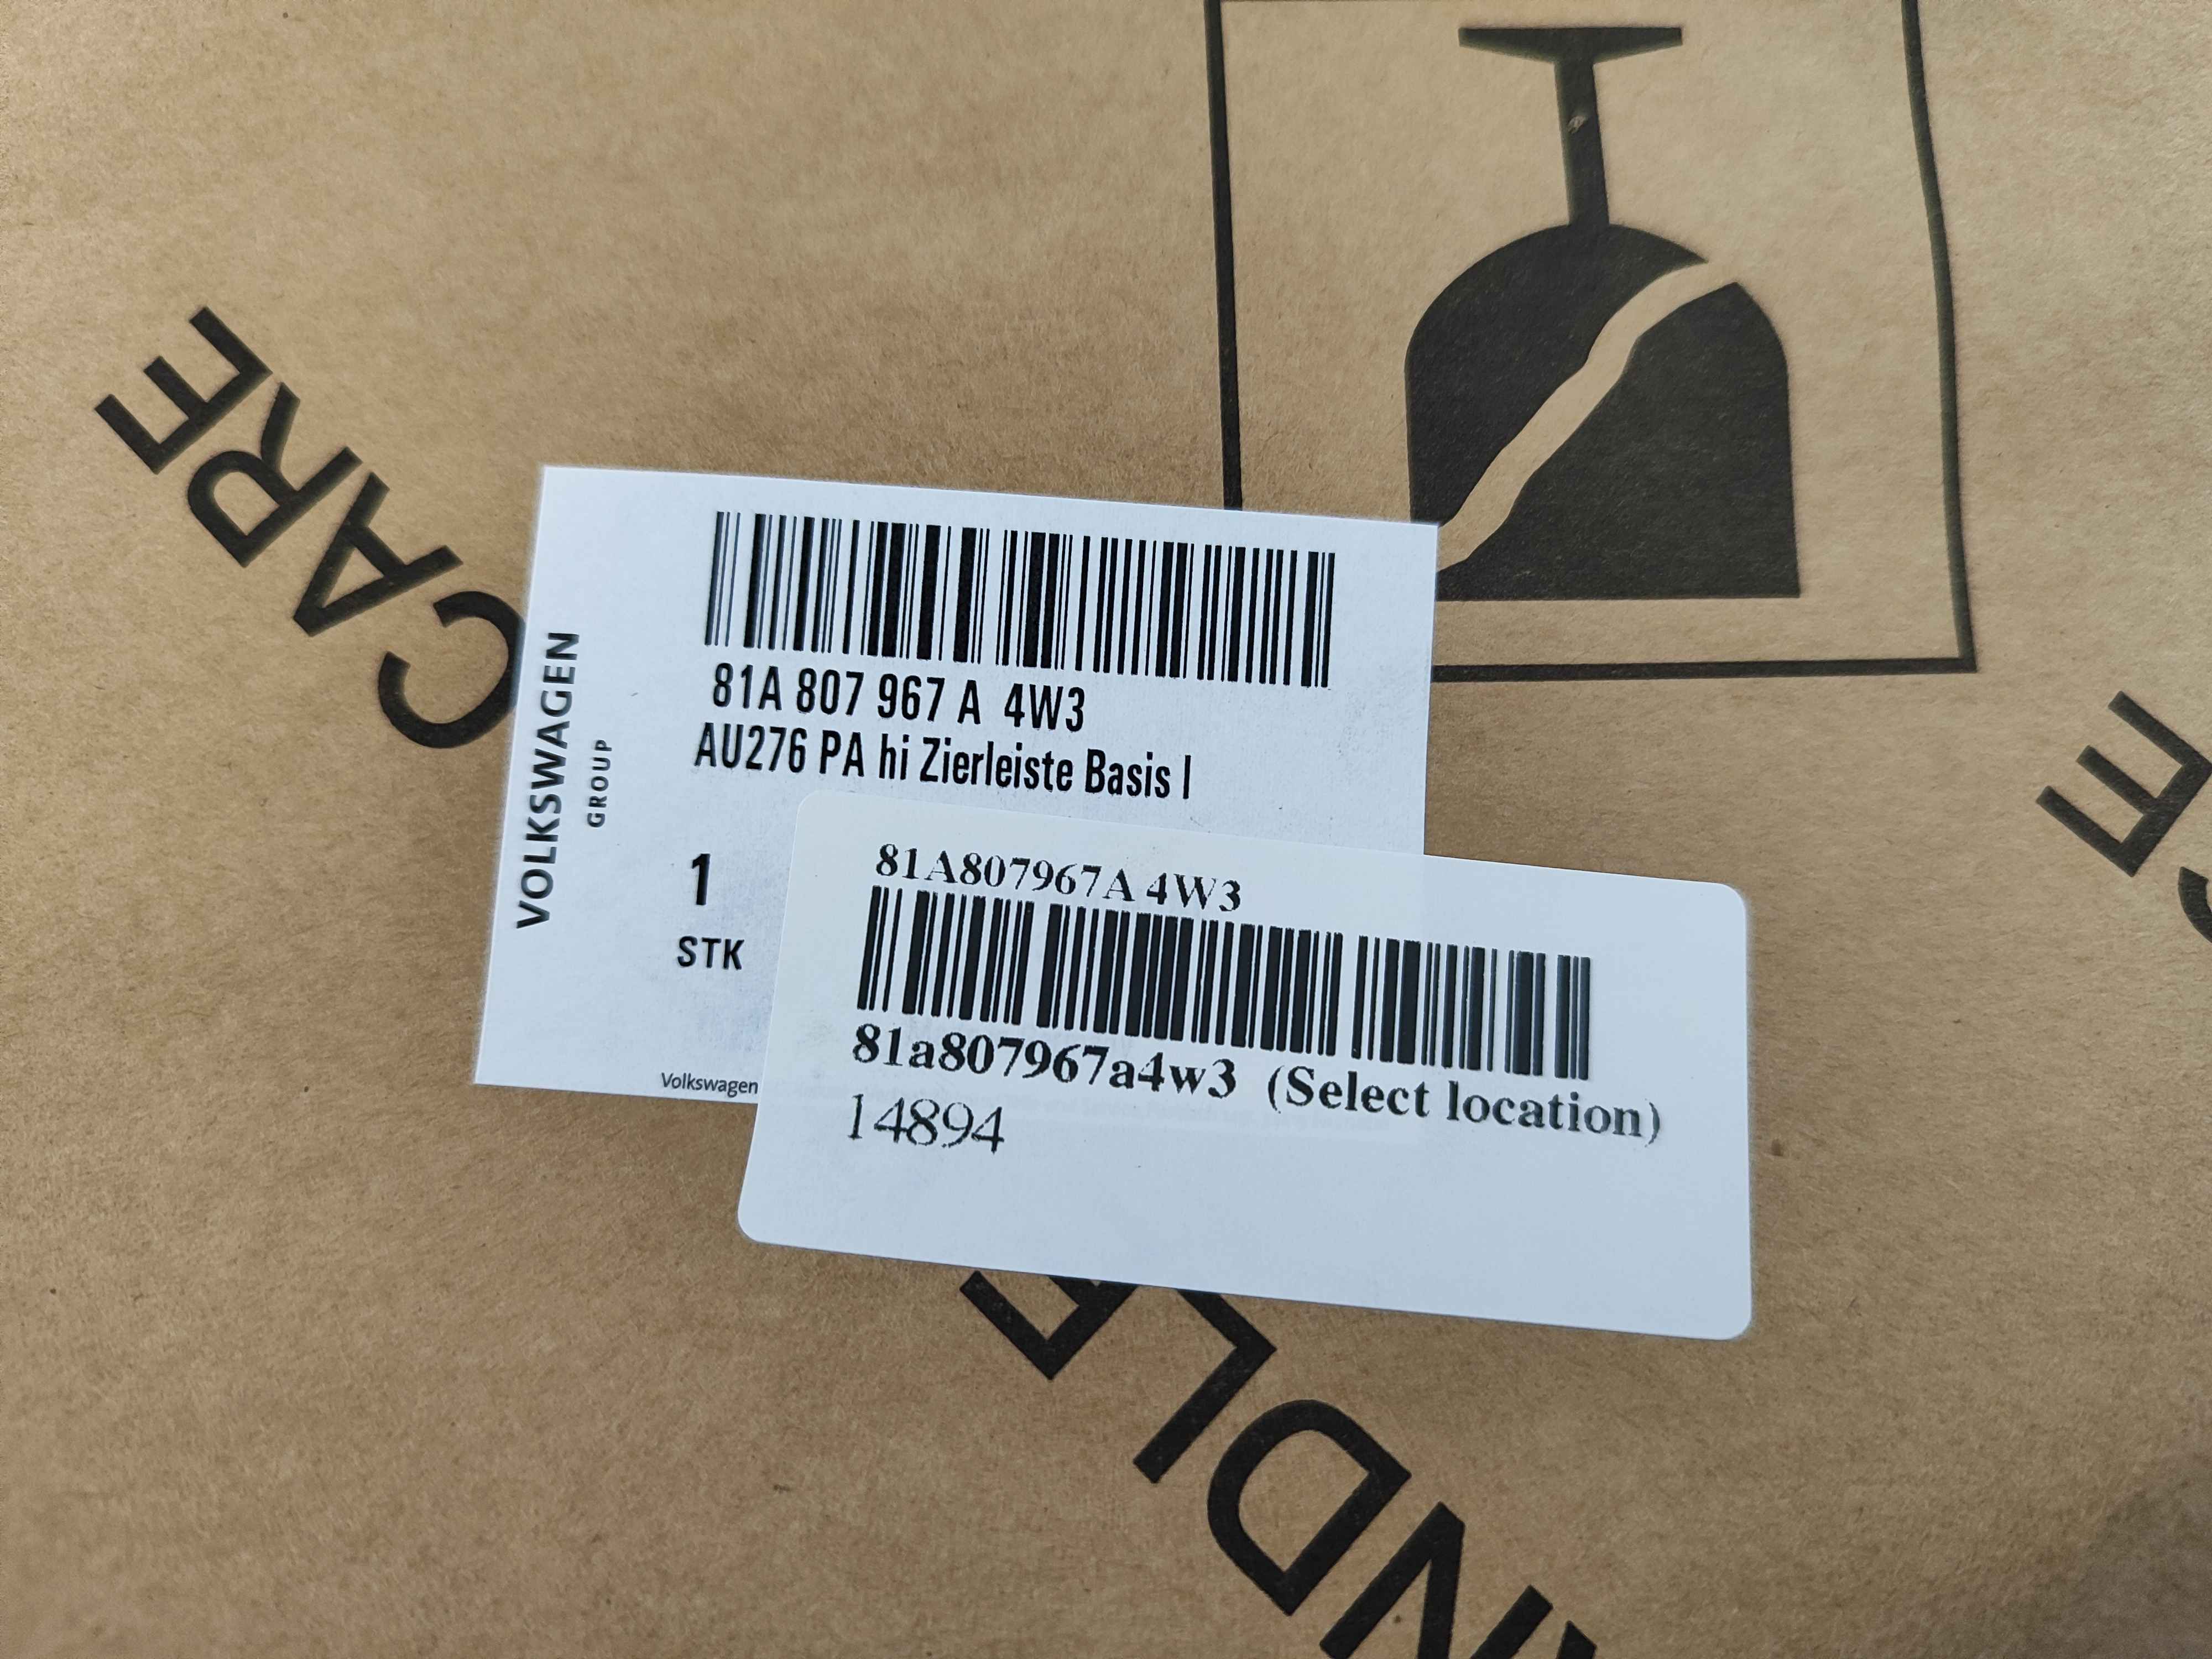 CARE
VOLKSWAGEN
GROUP
81A 807 967 A 4W3
AU276 PA hi Zierleiste Basis I
1
STK
Volkswagen
81A807967A 4W3
81a807967a4w3 (Select location)
14894